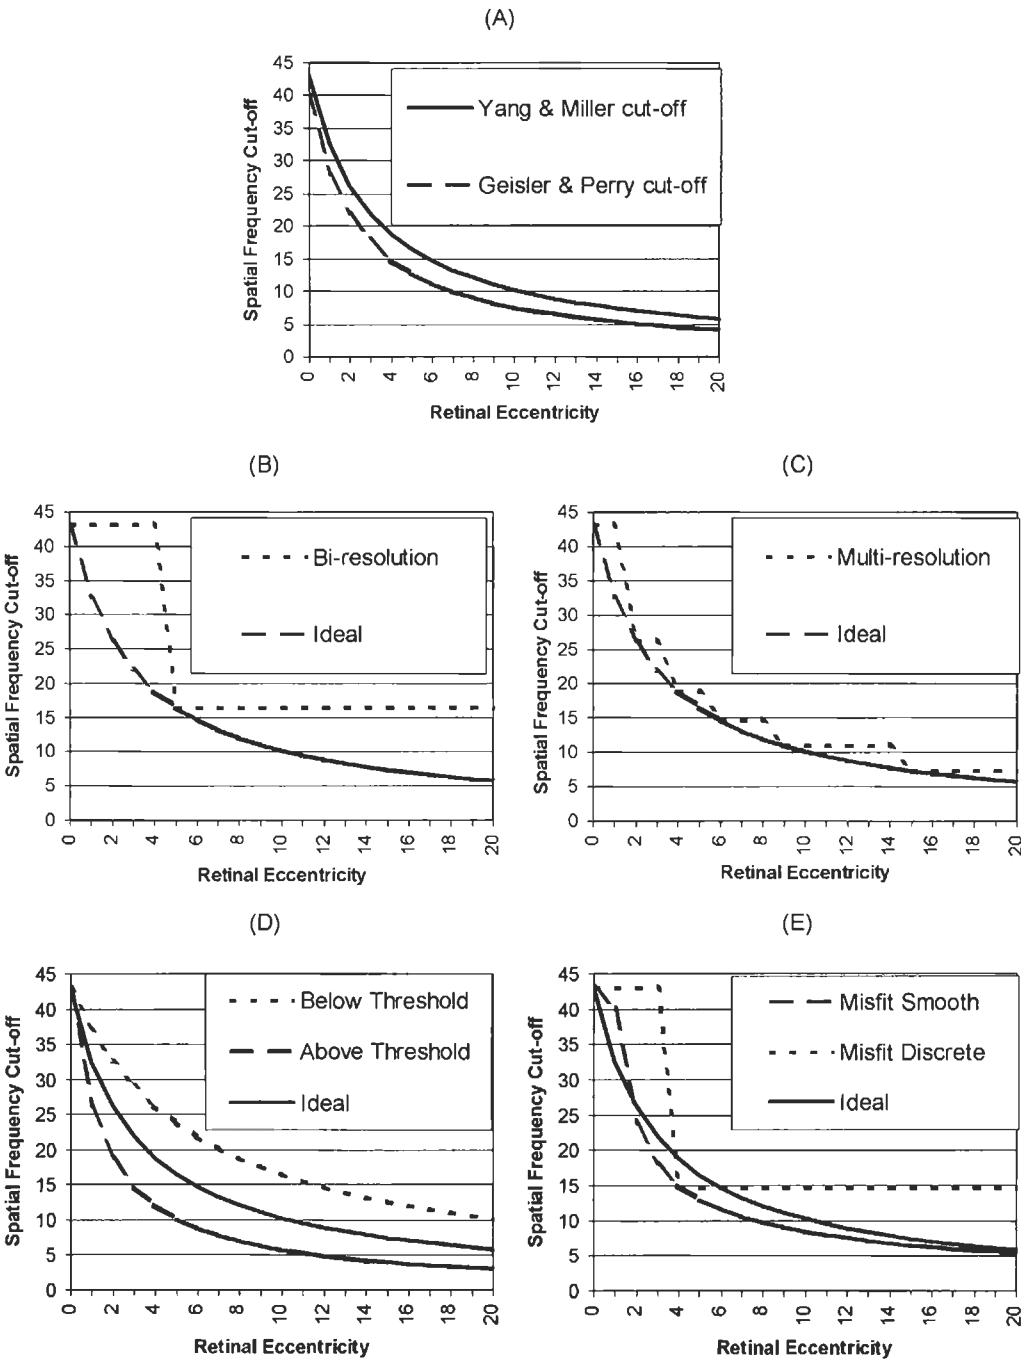 (A)
Spatial Frequency Cut-off
45
40
35
30
25
20
15
10
5
0
Yang & Miller cut-off
Geisler & Perry cut-off
0 2 4 6 8 10 12 14 16 18 20
Retinal Eccentricity
(B)
Spatial Frequency Cut-off
45
40
35
30
25
20
15
10
5
0
Bi-resolution
Ideal
0 2 4 6 8 10 12 14 16 18 20
Retinal Eccentricity
(C)
Spatial Frequency Cut-off
45
40
35
30
25
20
15
10
5
0
Multi-resolution
Ideal
0 2 4 6 8 10 12 14 16 18 20
Retinal Eccentricity
(D)
Spatial Frequency Cut-off
45
40
35
30
25
20
15
10
5
0
Below Threshold
Above Threshold
Ideal
0 2 4 6 8 10 12 14 16 18 20
Retinal Eccentricity
(E)
Spatial Frequency Cut-off
45
40
35
30
25
20
15
10
5
0
Misfit Smooth
Misfit Discrete
Ideal
0 2 4 6 8 10 12 14 16 18 20
Retinal Eccentricity